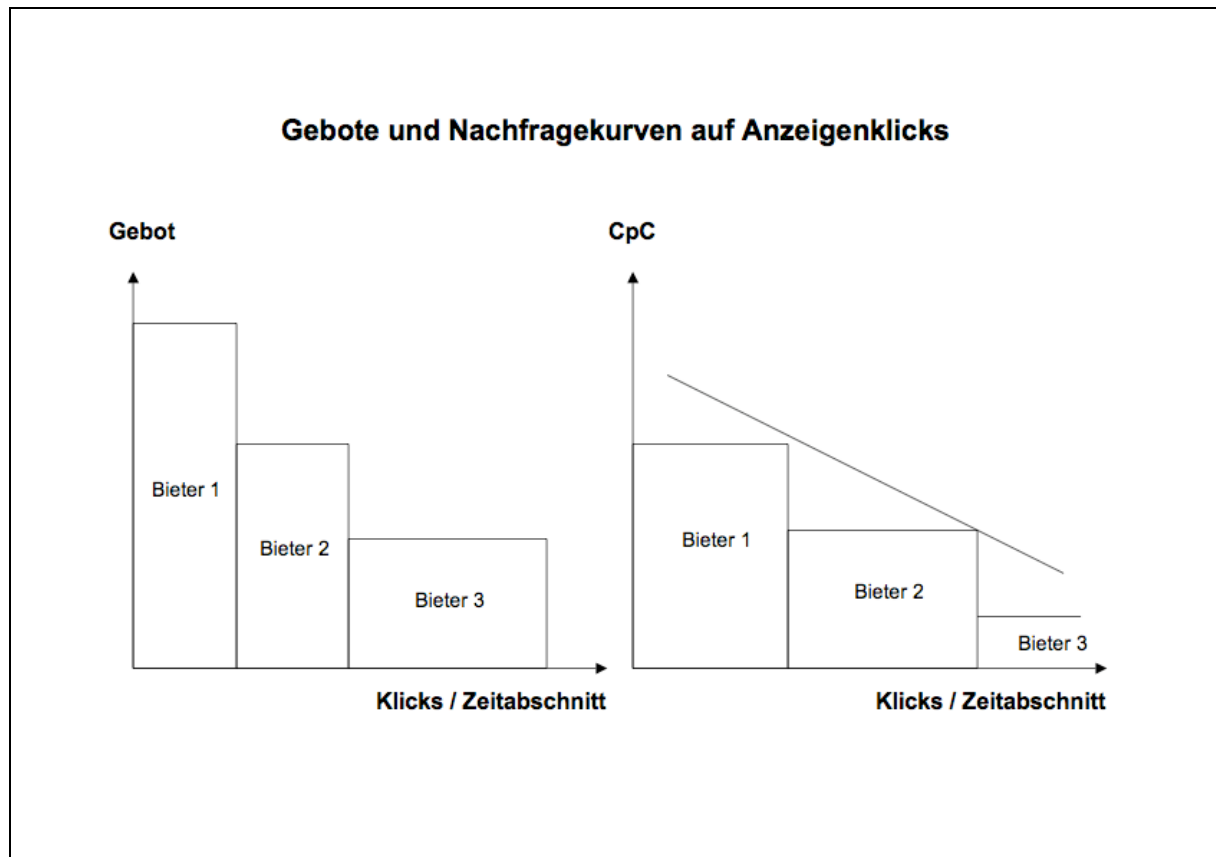 Gebote und Nachfragekurven auf Anzeigenklicks
Gebot
Bieter 1
Bieter 2
Bieter 3
Klicks / Zeitabschnitt
CpC
Bieter 1
Bieter 2
Bieter 3
Klicks / Zeitabschnitt